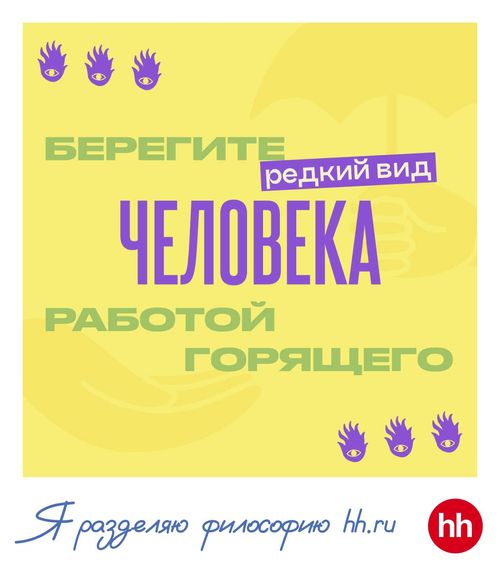 БЕРЕГИТЕ
редкий вид
ЧЕЛОВЕКА
РАБОТОЙ
ГОРЯЩЕГО
Я разделяю философию hh.ru
hh